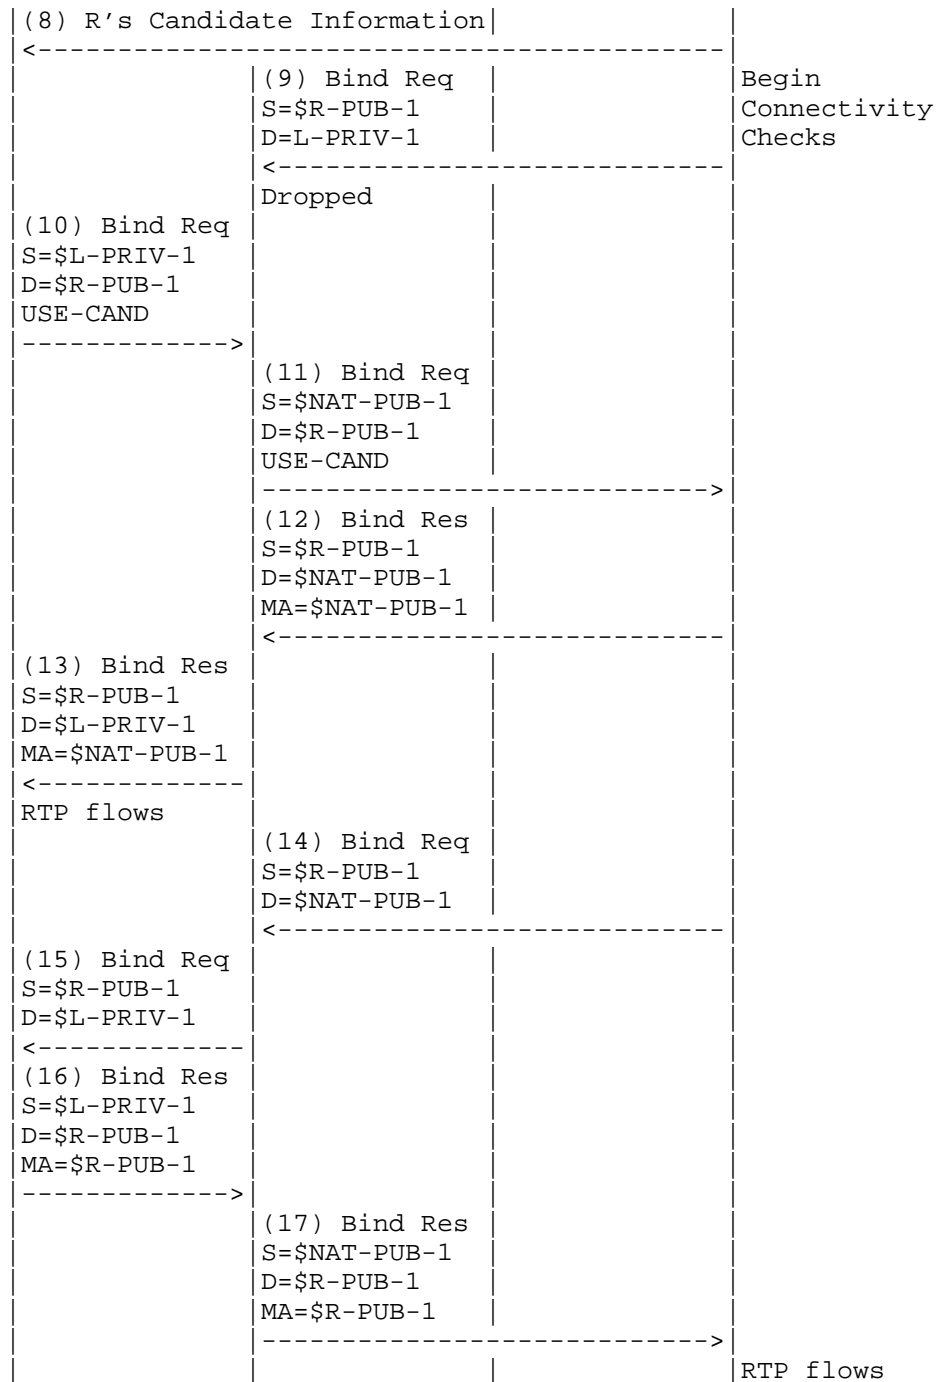 |(8) R's Candidate Information|              |
|<-------------------------------------------|
|              |(9) Bind Req  |              |Begin
|              |S=$R-PUB-1    |              |Connectivity
|              |D=L-PRIV-1    |              |Checks
|              |<----------------------------|
|              |Dropped       |              |
|(10) Bind Req |              |              |
|S=$L-PRIV-1   |              |              |
|D=$R-PUB-1    |              |              |
|USE-CAND      |              |              |
|------------->|              |              |
|              |(11) Bind Req |              |
|              |S=$NAT-PUB-1  |              |
|              |D=$R-PUB-1    |              |
|              |USE-CAND      |              |
|              |---------------------------->|
|              |(12) Bind Res |              |
|              |S=$R-PUB-1    |              |
|              |D=$NAT-PUB-1  |              |
|              |MA=$NAT-PUB-1 |              |
|              |<----------------------------|
|(13) Bind Res |              |              |
|S=$R-PUB-1    |              |              |
|D=$L-PRIV-1   |              |              |
|MA=$NAT-PUB-1 |              |              |
|<-------------|              |              |
|RTP flows     |              |              |
|              |(14) Bind Req |              |
|              |S=$R-PUB-1    |              |
|              |D=$NAT-PUB-1  |              |
|              |<----------------------------|
|(15) Bind Req |              |              |
|S=$R-PUB-1    |              |              |
|D=$L-PRIV-1   |              |              |
|<-------------|              |              |
|(16) Bind Res |              |              |
|S=$L-PRIV-1   |              |              |
|D=$R-PUB-1    |              |              |
|MA=$R-PUB-1   |              |              |
|------------->|              |              |
|              |(17) Bind Res |              |
|              |S=$NAT-PUB-1  |              |
|              |D=$R-PUB-1    |              |
|              |MA=$R-PUB-1   |              |
|              |---------------------------->|
|              |              |              |RTP flows